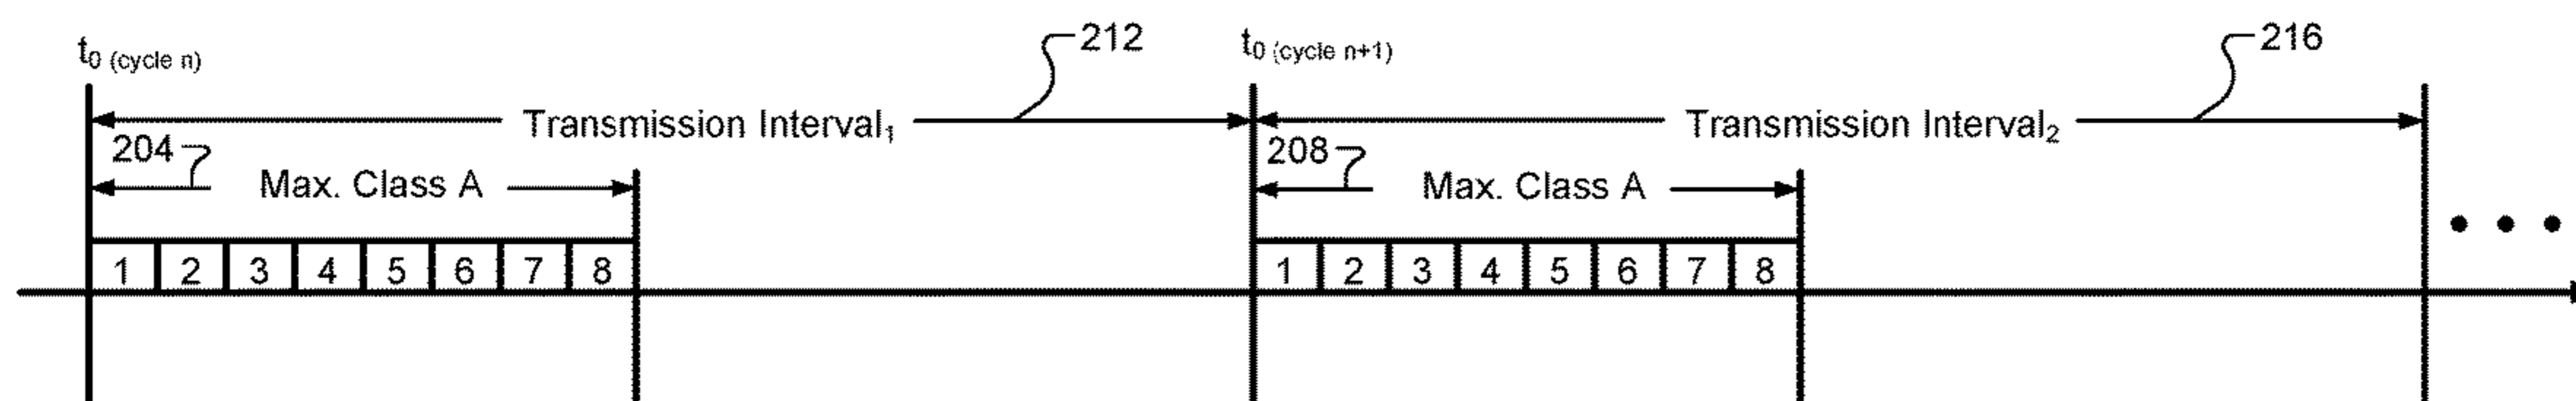 t0 (cycle n) 212 t0 (cycle n+1) 216
Transmission Interval1 Transmission Interval2
204 208
Max. Class A Max. Class A
1 2 3 4 5 6 7 8 1 2 3 4 5 6 7 8